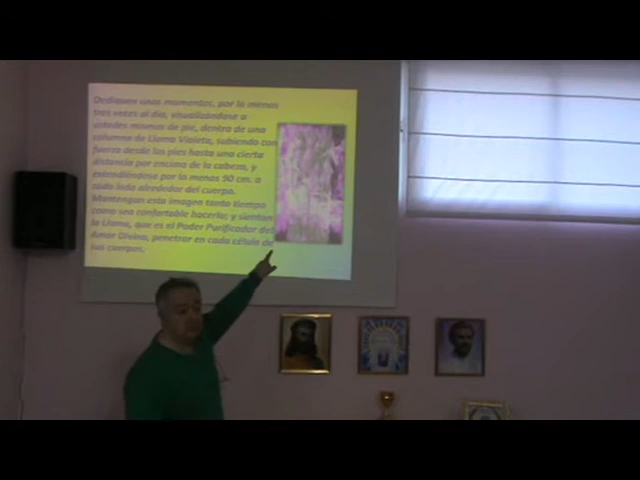 Dediquen unos momentos, por lo menos
tres veces al día, visualizándose a
ustedes mismos de pie, dentro de una
columna de Llama Violeta, subiendo con
fuerza desde los pies hasta una cierta
distancia por encima de la cabeza, y
extendiéndose por lo menos 90 cm. a
cada lado alrededor del cuerpo.
Mantengan esta imagen tanto tiempo
como sea confortable hacerlo; y sientan
la Llama, que es el Poder Purificador del
Amor Divino, penetrar en cada célula de
sus cuerpos.